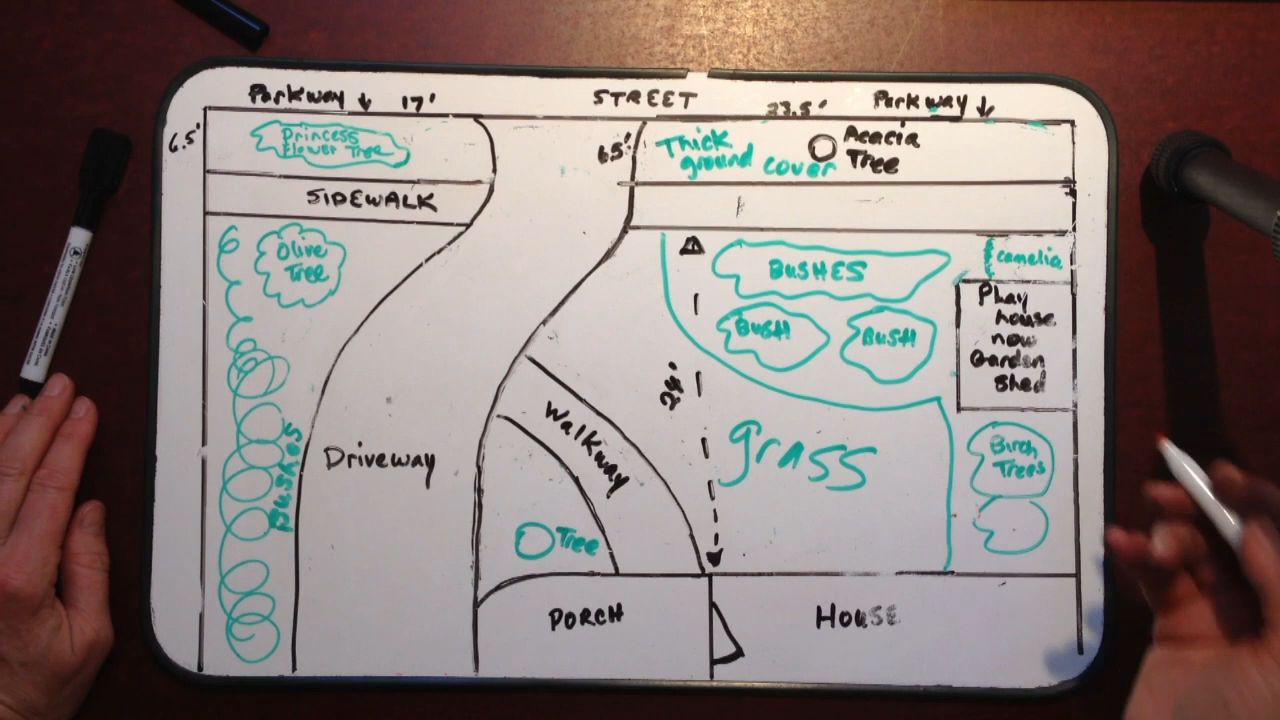 Parkway ↓ 17' STREET 23.5' Parkway ↓
6.5'
Princess
Flower Tree
6.5'
Thick
ground cover
Acacia
Tree
SIDEWALK
Olive
Tree
BUSHES
Camelia
BUSH
BUSH
Play
house
now
Garden
Shed
24'
Walkway
Bushes
Driveway
grass
Birch
Trees
Tree
PORCH
HOUSE